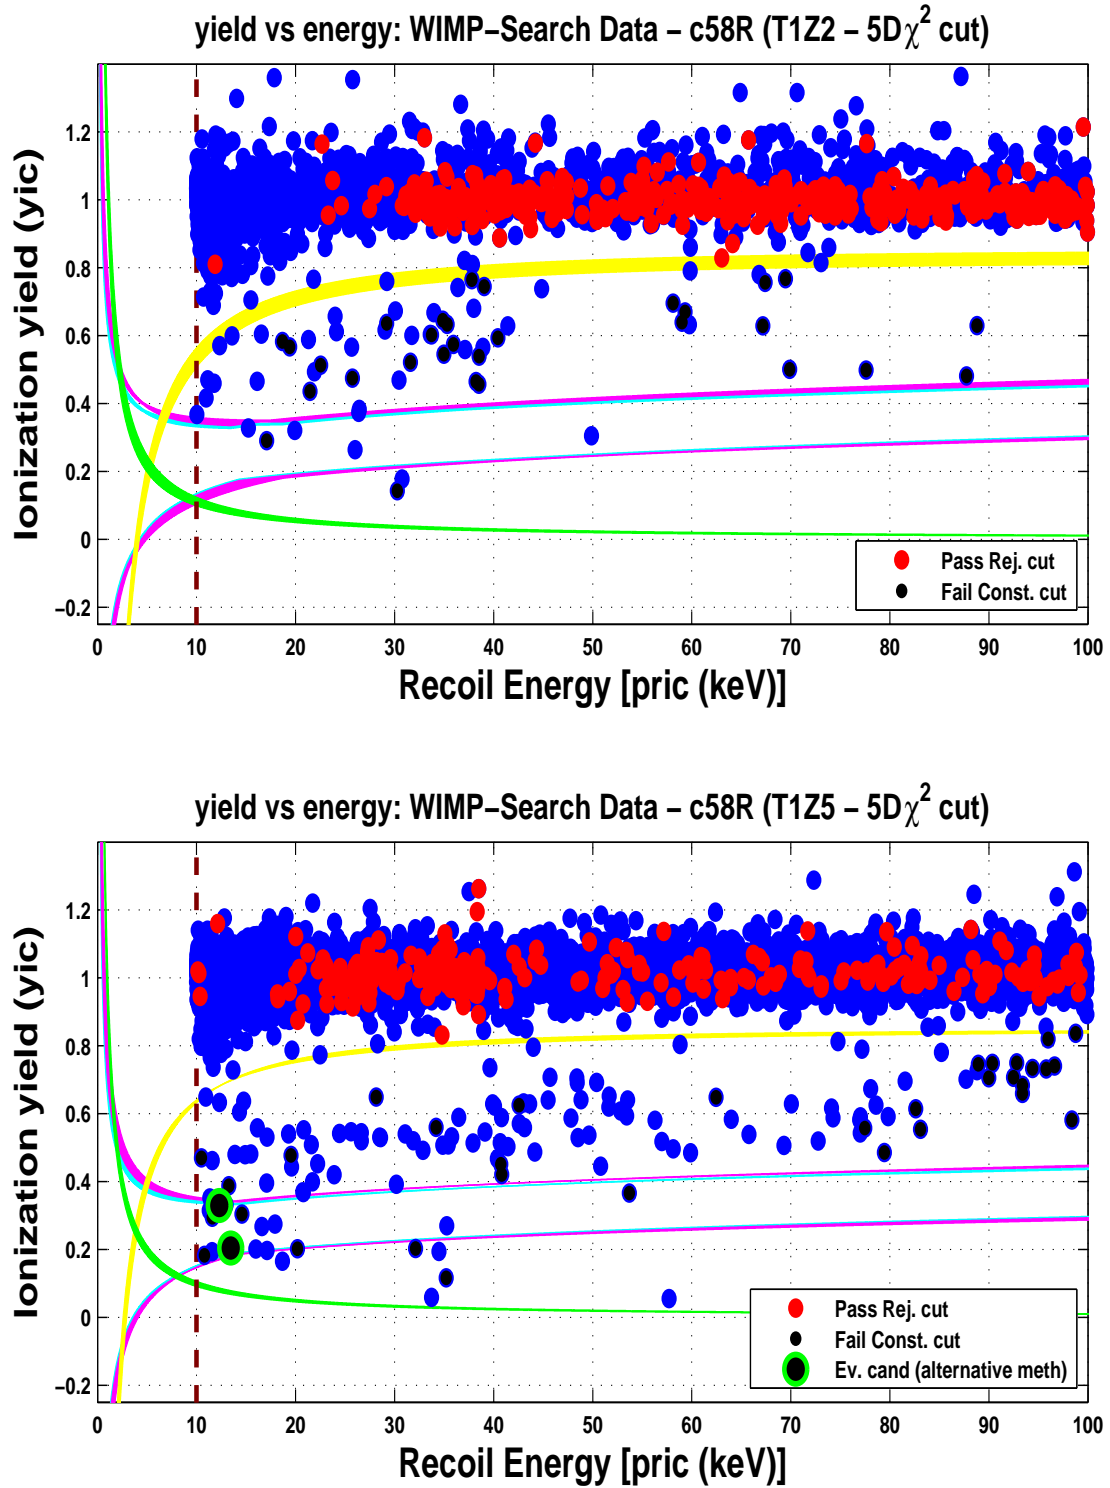 yield vs energy: WIMP−Search Data − c58R (T1Z2 − 5Dχ² cut)
Ionization yield (yic)
1.2
1
0.8
0.6
0.4
0.2
0
−0.2
Pass Rej. cut
Fail Const. cut
0 10 20 30 40 50 60 70 80 90 100
Recoil Energy [pric (keV)]
yield vs energy: WIMP−Search Data − c58R (T1Z5 − 5Dχ² cut)
Ionization yield (yic)
1.2
1
0.8
0.6
0.4
0.2
0
−0.2
Pass Rej. cut
Fail Const. cut
Ev. cand (alternative meth)
0 10 20 30 40 50 60 70 80 90 100
Recoil Energy [pric (keV)]